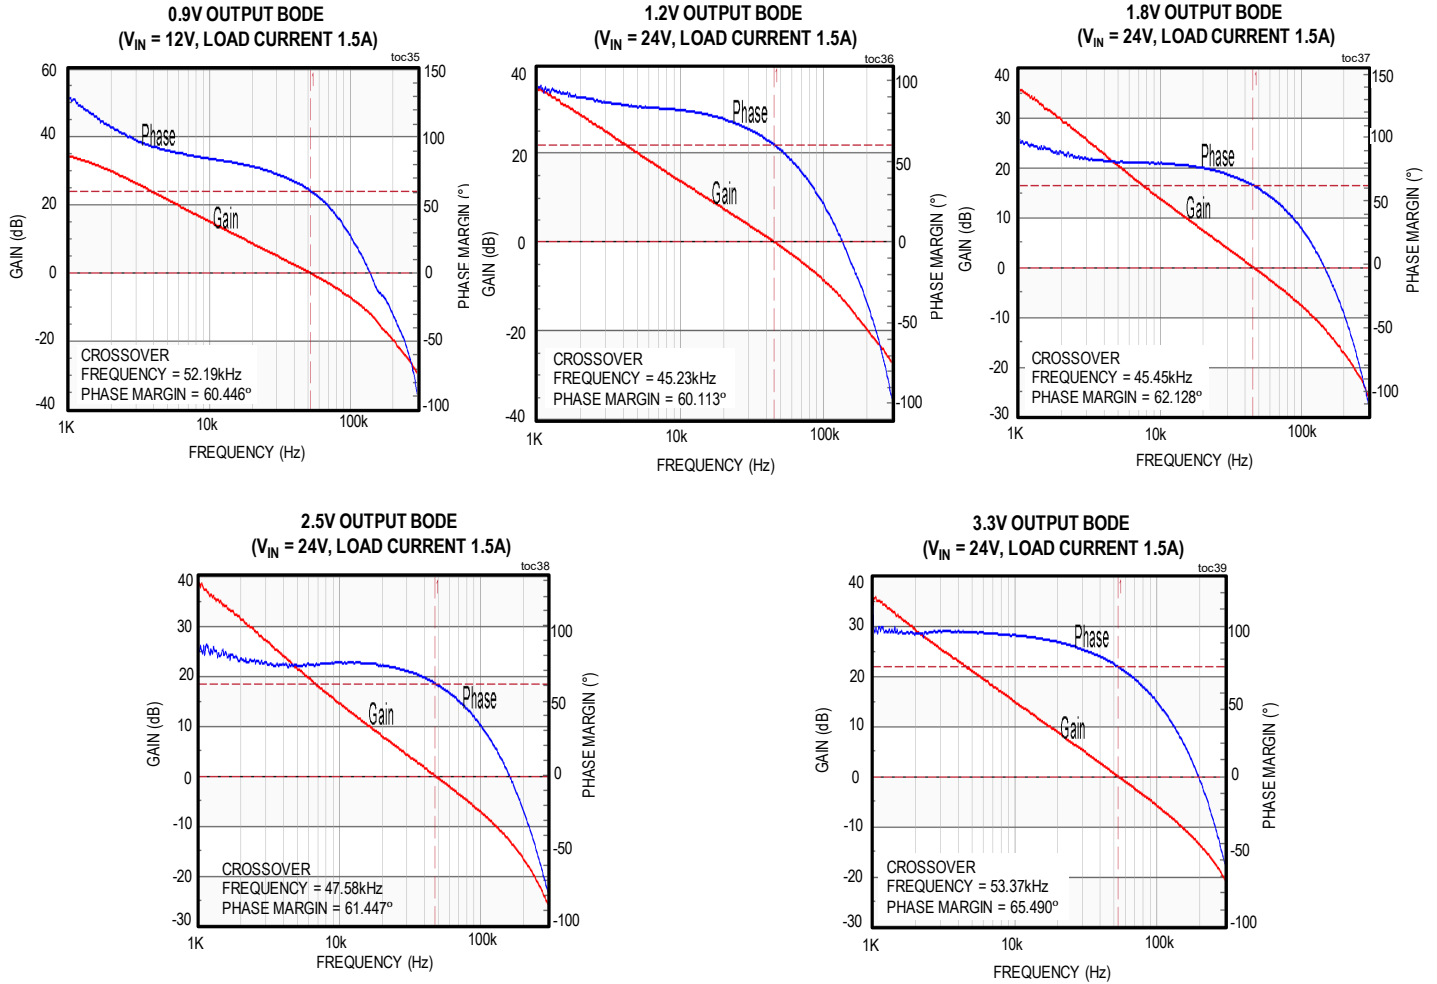 0.9V OUTPUT BODE
(VIN = 12V, LOAD CURRENT 1.5A)
toc35
60
40
20
0
-20
-40
150
100
50
0
-50
-100
GAIN (dB)
PHASE MARGIN (°)
Phase
Gain
CROSSOVER
FREQUENCY = 52.19kHz
PHASE MARGIN = 60.446º
1K
10k
100k
FREQUENCY (Hz)
1.2V OUTPUT BODE
(VIN = 24V, LOAD CURRENT 1.5A)
toc36
40
20
0
-20
-40
100
50
0
-50
-100
GAIN (dB)
PHASE MARGIN (°)
Phase
Gain
CROSSOVER
FREQUENCY = 45.23kHz
PHASE MARGIN = 60.113º
1K
10k
100k
FREQUENCY (Hz)
1.8V OUTPUT BODE
(VIN = 24V, LOAD CURRENT 1.5A)
toc37
40
30
20
10
0
-10
-20
-30
150
100
50
0
-50
-100
GAIN (dB)
PHASE MARGIN (°)
Phase
Gain
CROSSOVER
FREQUENCY = 45.45kHz
PHASE MARGIN = 62.128º
1K
10k
100k
FREQUENCY (Hz)
2.5V OUTPUT BODE
(VIN = 24V, LOAD CURRENT 1.5A)
toc38
40
30
20
10
0
-10
-20
-30
100
50
0
-50
-100
GAIN (dB)
PHASE MARGIN (°)
Phase
Gain
CROSSOVER
FREQUENCY = 47.58kHz
PHASE MARGIN = 61.447º
1K
10k
100k
FREQUENCY (Hz)
3.3V OUTPUT BODE
(VIN = 24V, LOAD CURRENT 1.5A)
toc39
40
30
20
10
0
-10
-20
-30
100
50
0
-50
-100
GAIN (dB)
PHASE MARGIN (°)
Phase
Gain
CROSSOVER
FREQUENCY = 53.37kHz
PHASE MARGIN = 65.490º
1K
10k
100k
FREQUENCY (Hz)